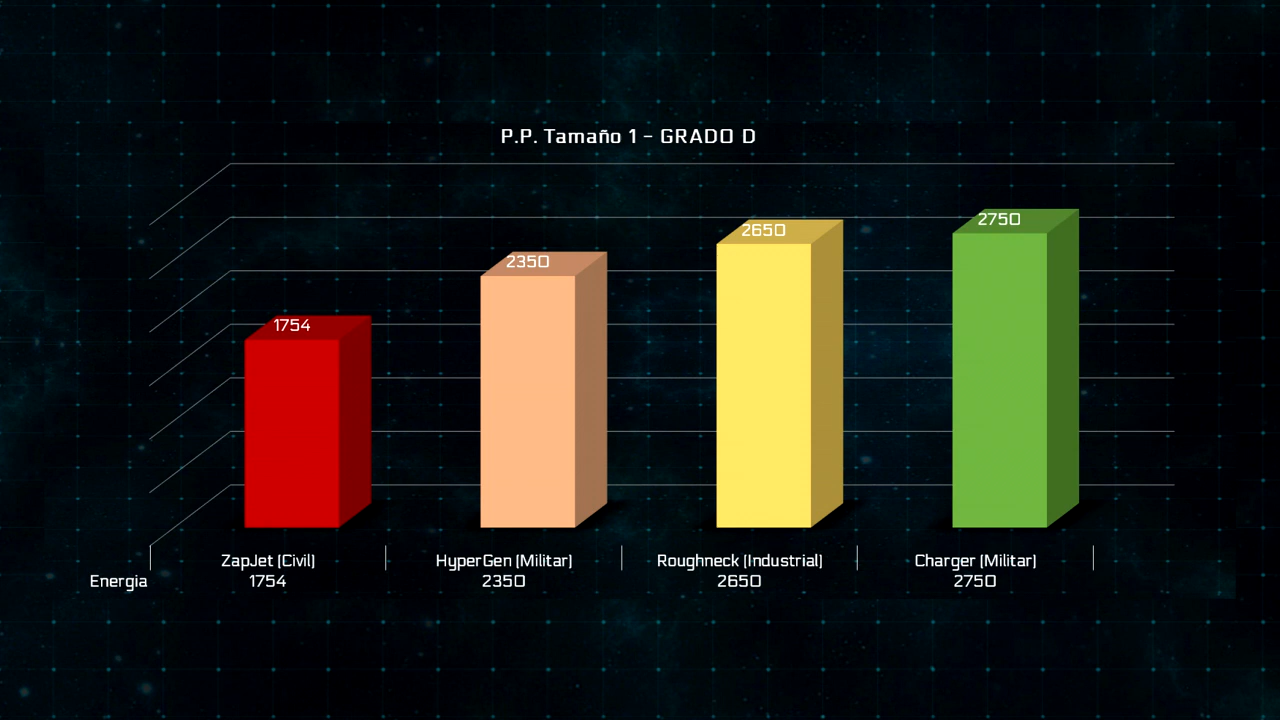 P.P. Tamaño 1 - GRADO D
1754
2350
2650
2750
ZapJet (Civil)
HyperGen (Militar)
Roughneck (Industrial)
Charger (Militar)
Energia
1754
2350
2650
2750